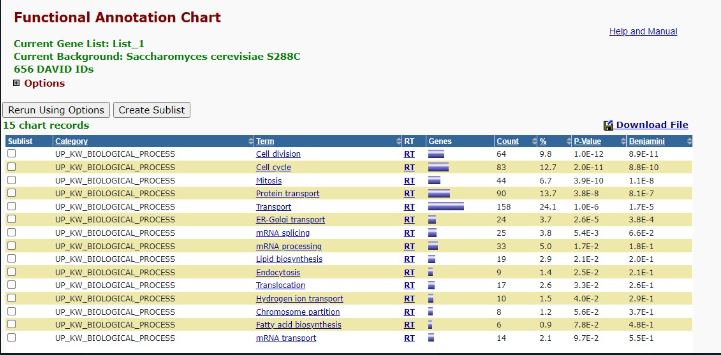 Functional Annotation Chart
Help and Manual
Current Gene List: List_1
Current Background: Saccharomyces cerevisiae S288C
656 DAVID IDs
Options
Rerun Using Options Create Sublist
15 chart records Download File
Sublist Category Term RT Genes Count % P-Value Benjamini
UP_KW_BIOLOGICAL_PROCESS Cell division RT 64 9.8 1.0E-12 8.9E-11
UP_KW_BIOLOGICAL_PROCESS Cell cycle RT 83 12.7 2.0E-11 8.8E-10
UP_KW_BIOLOGICAL_PROCESS Mitosis RT 44 6.7 3.9E-10 1.1E-8
UP_KW_BIOLOGICAL_PROCESS Protein transport RT 90 13.7 3.8E-8 8.1E-7
UP_KW_BIOLOGICAL_PROCESS Transport RT 158 24.1 1.0E-6 1.7E-5
UP_KW_BIOLOGICAL_PROCESS ER-Golgi transport RT 24 3.7 2.6E-5 3.8E-4
UP_KW_BIOLOGICAL_PROCESS mRNA splicing RT 25 3.8 5.4E-3 6.6E-2
UP_KW_BIOLOGICAL_PROCESS mRNA processing RT 33 5.0 1.7E-2 1.8E-1
UP_KW_BIOLOGICAL_PROCESS Lipid biosynthesis RT 19 2.9 2.1E-2 2.0E-1
UP_KW_BIOLOGICAL_PROCESS Endocytosis RT 9 1.4 2.5E-2 2.1E-1
UP_KW_BIOLOGICAL_PROCESS Translocation RT 17 2.6 3.3E-2 2.6E-1
UP_KW_BIOLOGICAL_PROCESS Hydrogen ion transport RT 10 1.5 4.0E-2 2.9E-1
UP_KW_BIOLOGICAL_PROCESS Chromosome partition RT 8 1.2 5.6E-2 3.7E-1
UP_KW_BIOLOGICAL_PROCESS Fatty acid biosynthesis RT 6 0.9 7.8E-2 4.8E-1
UP_KW_BIOLOGICAL_PROCESS mRNA transport RT 14 2.1 9.7E-2 5.5E-1